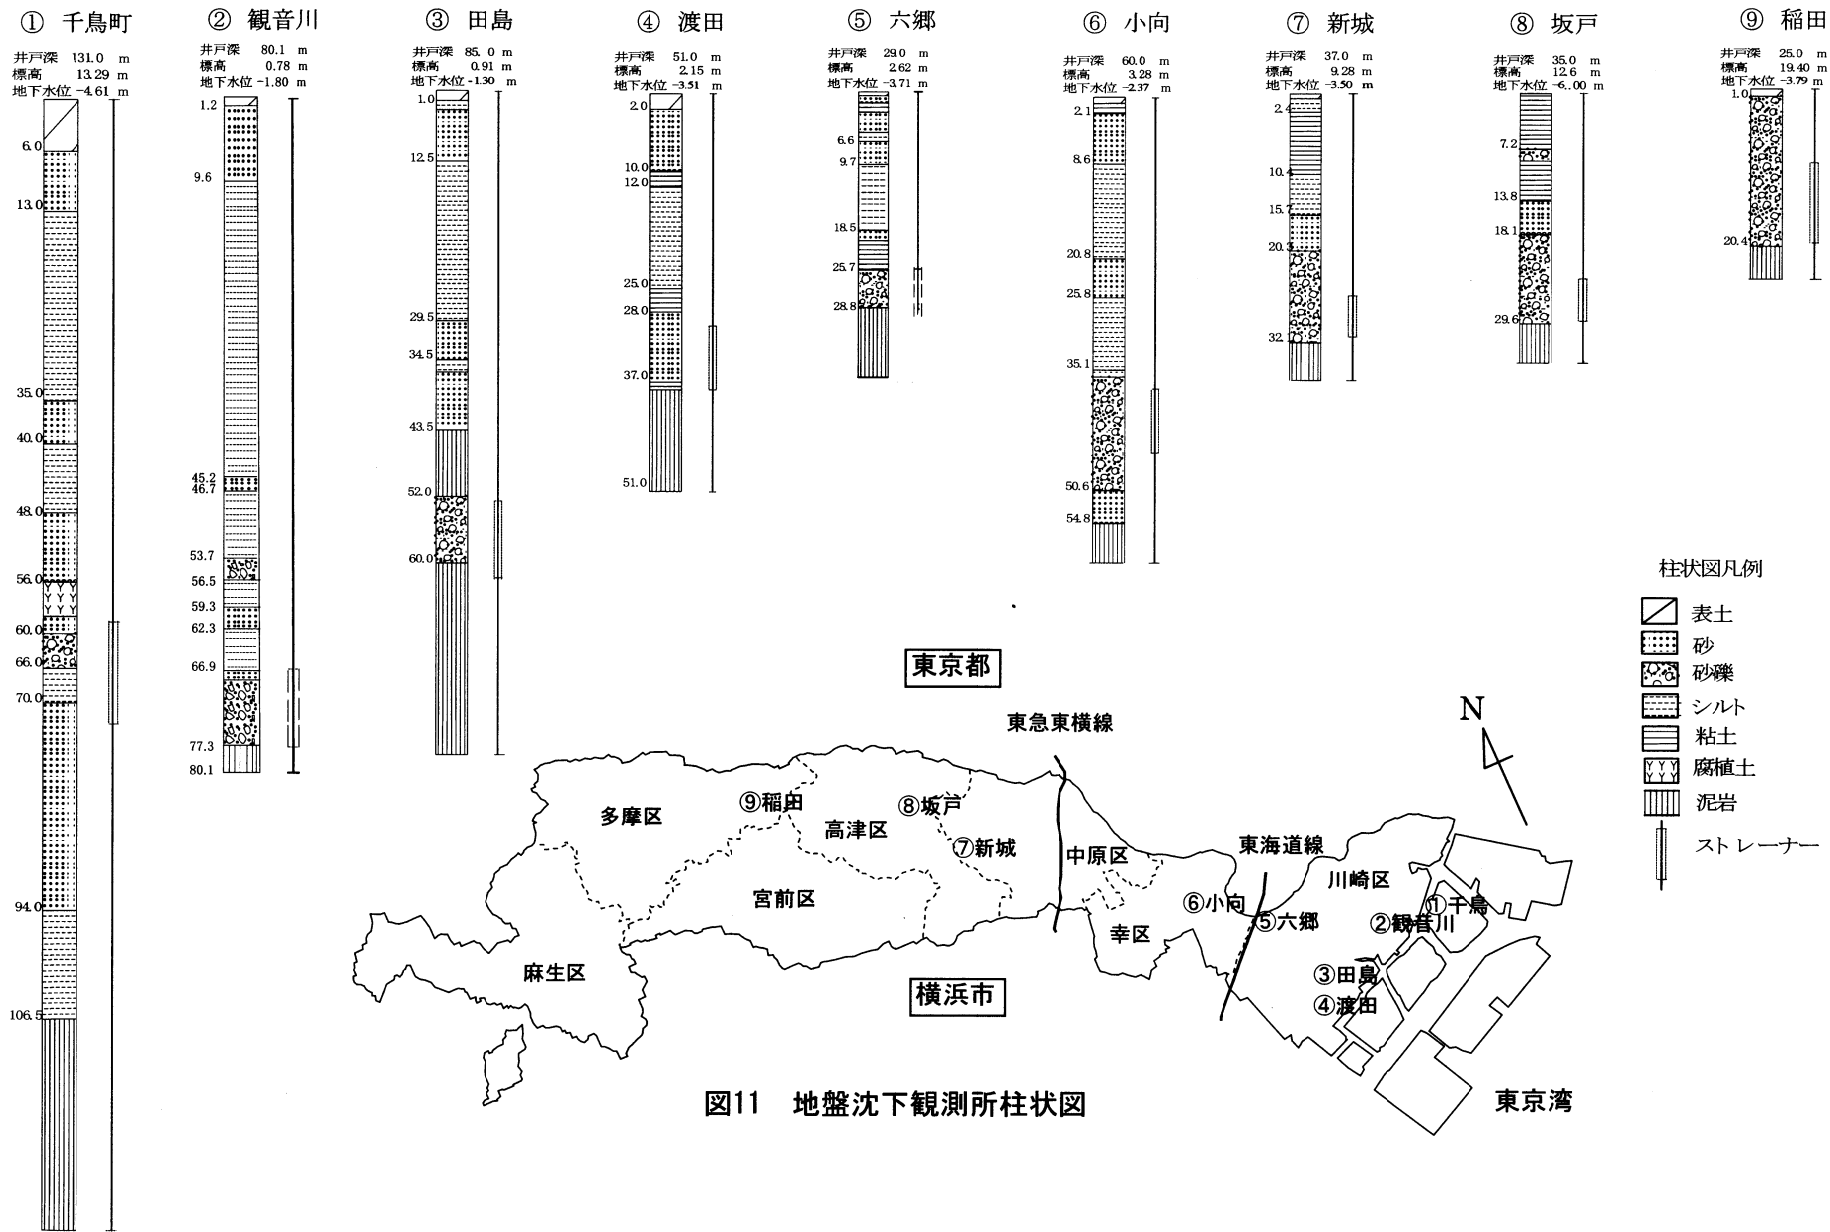 ① 千鳥町
井戸深 131.0 m
標高 13.29 m
地下水位 -4.61 m
6.0
13.0
35.0
40.0
48.0
56.0
60.0
66.0
70.0
94.0
106.5
② 観音川
井戸深 80.1 m
標高 0.78 m
地下水位 -1.80 m
1.2
9.6
45.2
46.7
53.7
56.5
59.3
62.3
66.9
77.3
80.1
③ 田島
井戸深 85.0 m
標高 0.91 m
地下水位 -1.30 m
1.0
12.5
29.5
34.5
43.5
52.0
60.0
④ 渡田
井戸深 51.0 m
標高 2.15 m
地下水位 -3.51 m
2.0
10.0
12.0
25.0
28.0
37.0
51.0
⑤ 六郷
井戸深 29.0 m
標高 2.62 m
地下水位 -3.71 m
6.6
9.7
18.5
25.7
28.8
⑥ 小向
井戸深 60.0 m
標高 3.28 m
地下水位 -2.37 m
2.1
8.6
20.8
25.8
35.1
50.6
54.8
⑦ 新城
井戸深 37.0 m
標高 9.28 m
地下水位 -3.50 m
2.4
10.4
15.7
20.3
32.
⑧ 坂戸
井戸深 35.0 m
標高 12.6 m
地下水位 -6.00 m
7.2
13.8
18.1
29.6
⑨ 稲田
井戸深 25.0 m
標高 19.40 m
地下水位 -3.79 m
1.0
20.4
柱状図凡例
表土
砂
砂礫
シルト
粘土
腐植土
泥岩
ストレーナー
東京都
東急東横線
N
多摩区
⑨稲田
高津区
⑧坂戸
⑦新城
中原区
東海道線
川崎区
宮前区
⑥小向
⑤六郷
①千鳥
②観音川
幸区
麻生区
③田島
④渡田
横浜市
東京湾
図11 地盤沈下観測所柱状図